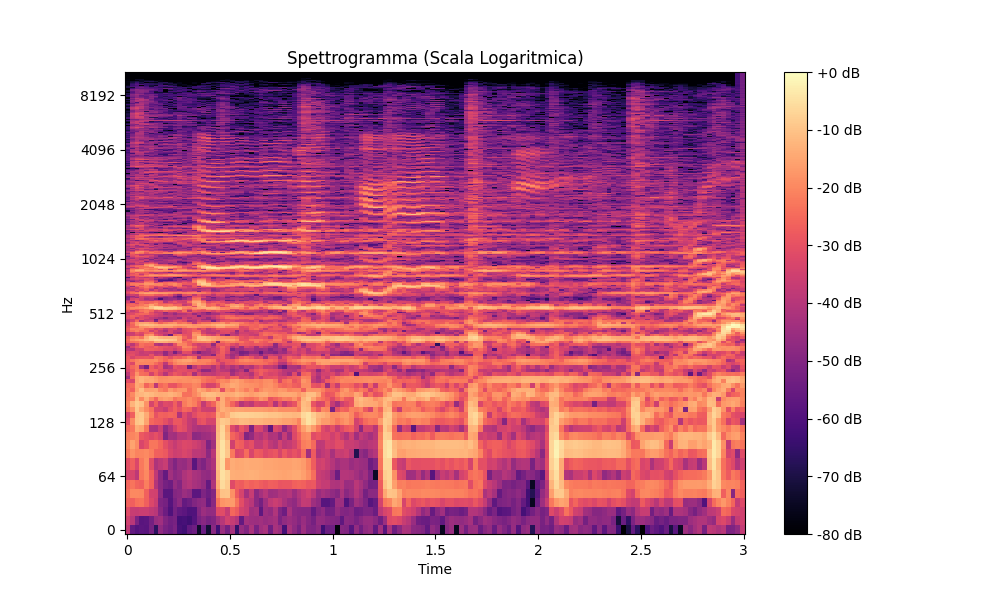 Spettrogramma (Scala Logaritmica)
8192
4096
2048
1024
512
256
128
64
0
Hz
0
0.5
1
1.5
2
2.5
3
Time
+0 dB
-10 dB
-20 dB
-30 dB
-40 dB
-50 dB
-60 dB
-70 dB
-80 dB